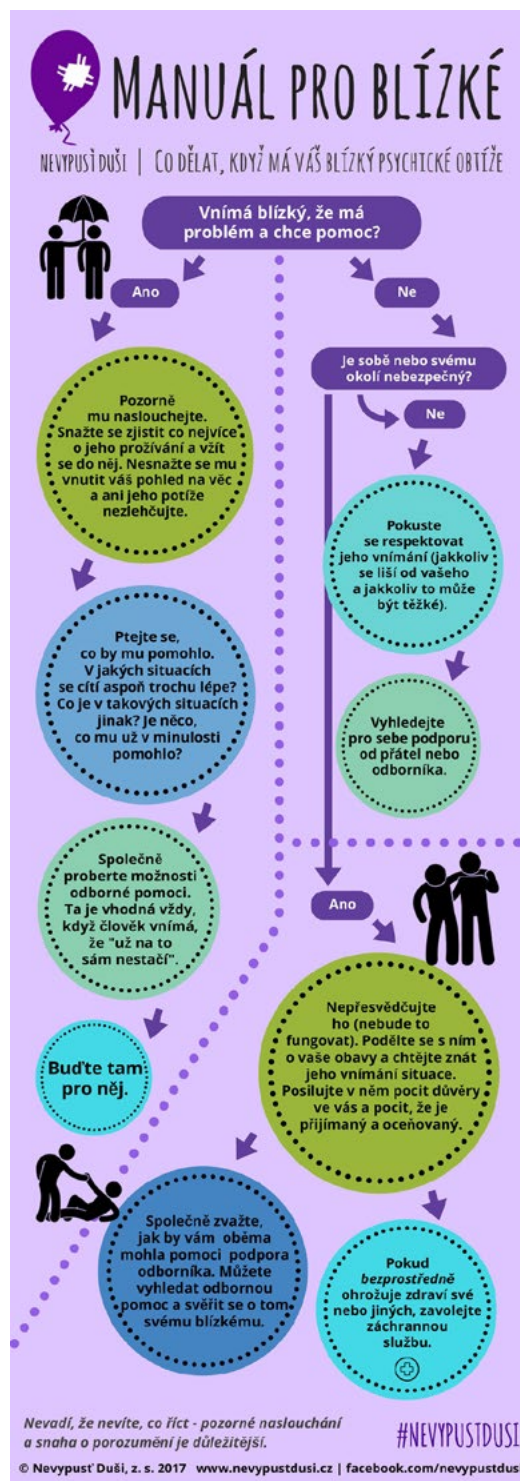 MANUÁL PRO BLÍZKÉ
NEVYPUSŤ DUŠI | CO DĚLAT, KDYŽ MÁ VÁŠ BLÍZKÝ PSYCHICKÉ OBTÍŽE
Vnímá blízký, že má
problém a chce pomoc?
Ano
Pozorně
mu naslouchejte.
Snažte se zjistit co nejvíce
o jeho prožívání a vžít
se do něj. Nesnažte se mu
vnutit váš pohled na věc
a ani jeho potíže
nezlehčujte.
Ptejte se,
co by mu pomohlo.
V jakých situacích
se cítí aspoň trochu lépe?
Co je v takových situacích
jinak? Je něco,
co mu už v minulosti
pomohlo?
Společně
proberte možnosti
odborné pomoci.
Ta je vhodná vždy,
když člověk vnímá,
že "už na to
sám nestačí".
Buďte tam
pro něj.
Ne
Je sobě nebo svému
okolí nebezpečný?
Ne
Pokuste
se respektovat
jeho vnímání (jakkoliv
se liší od vašeho
a jakkoliv to může
být těžké).
Vyhledejte
pro sebe podporu
od přátel nebo
odborníka.
Ano
Nepřesvědčujte
ho (nebude to
fungovat). Podělte se s ním
o vaše obavy a chtějte znát
jeho vnímání situace.
Posilujte v něm pocit důvěry
ve vás a pocit, že je
přijímaný a oceňovaný.
Společně zvažte,
jak by vám oběma
mohla pomoci podpora
odborníka. Můžete
vyhledat odbornou
pomoc a svěřit se o tom
svému blízkému.
Pokud
bezprostředně
ohrožuje zdraví své
nebo jiných, zavolejte
záchrannou
službu.
Nevadí, že nevíte, co říct - pozorné naslouchání
a snaha o porozumění je důležitější.
#NEVYPUSTDUSI
© Nevypusť Duši, z. s. 2017 www.nevypustdusi.cz | facebook.com/nevypustdus